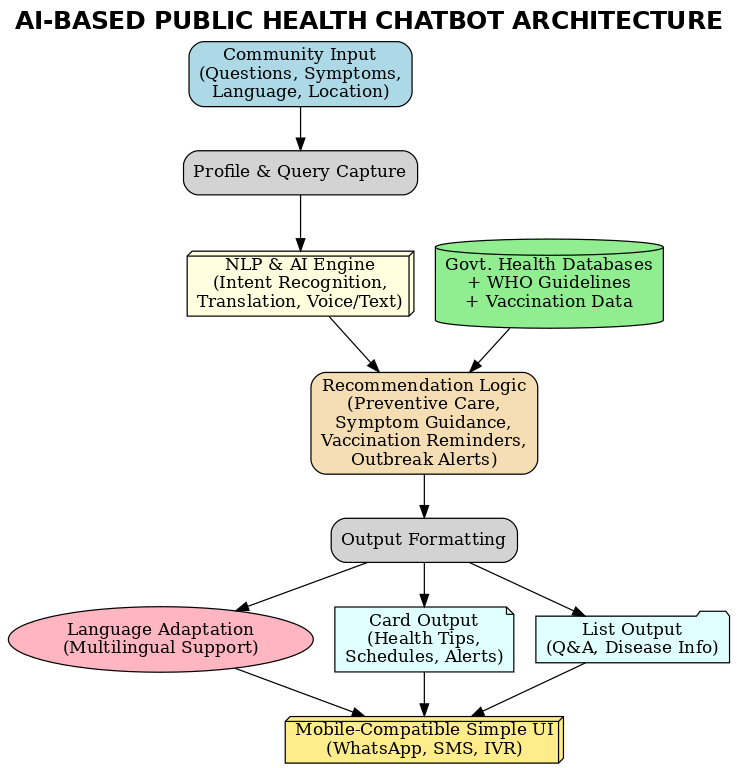 AI-BASED PUBLIC HEALTH CHATBOT ARCHITECTURE
Community Input
(Questions, Symptoms,
Language, Location)
Profile & Query Capture
NLP & AI Engine
(Intent Recognition,
Translation, Voice/Text)
Govt. Health Databases
+ WHO Guidelines
+ Vaccination Data
Recommendation Logic
(Preventive Care,
Symptom Guidance,
Vaccination Reminders,
Outbreak Alerts)
Output Formatting
Language Adaptation
(Multilingual Support)
Card Output
(Health Tips,
Schedules, Alerts)
List Output
(Q&A, Disease Info)
Mobile-Compatible Simple UI
(WhatsApp, SMS, IVR)